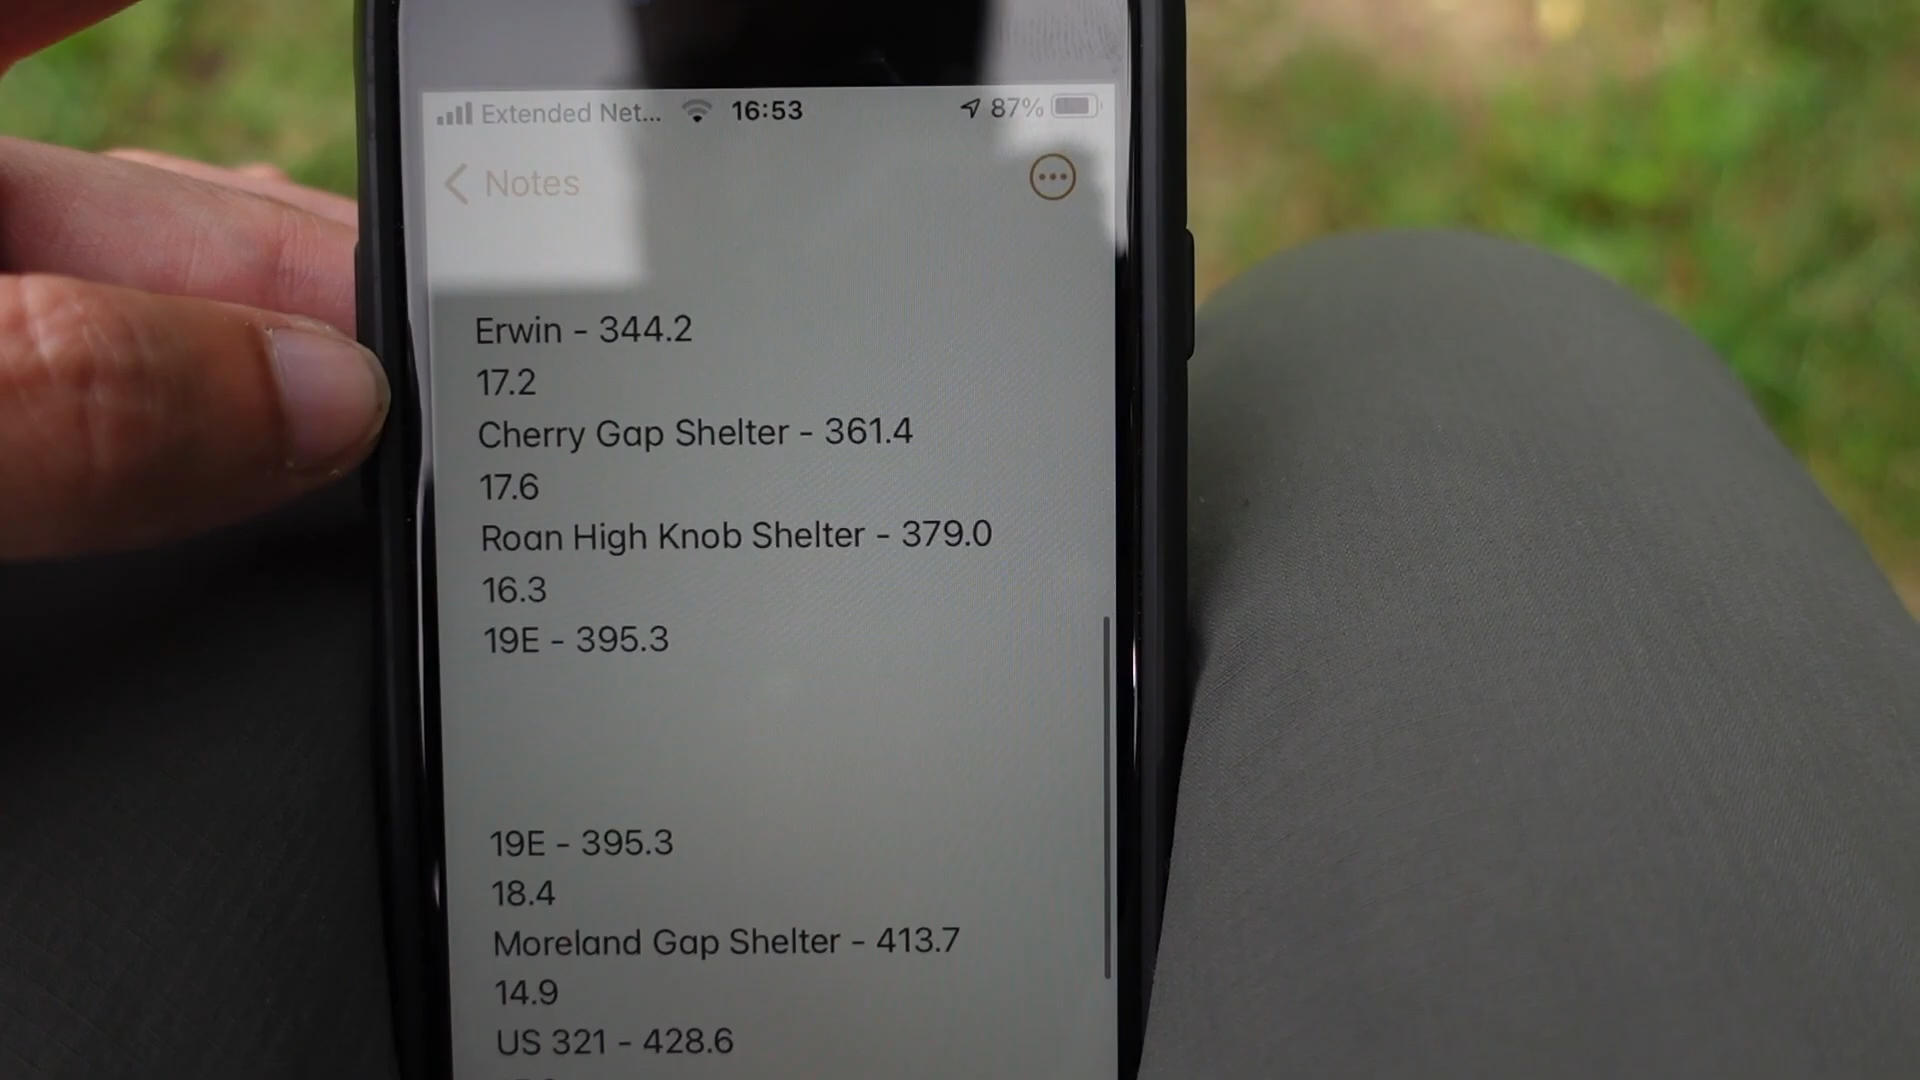 Extended Net... 16:53 87%
Notes
Erwin - 344.2
17.2
Cherry Gap Shelter - 361.4
17.6
Roan High Knob Shelter - 379.0
16.3
19E - 395.3
19E - 395.3
18.4
Moreland Gap Shelter - 413.7
14.9
US 321 - 428.6